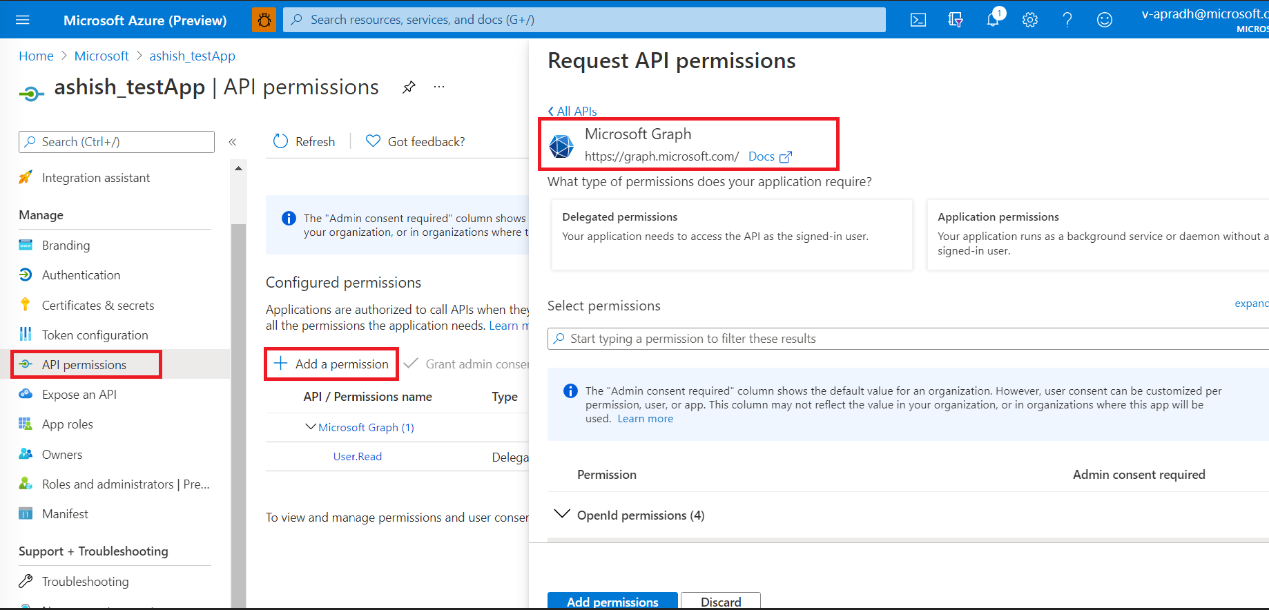 Microsoft Azure (Preview)
Search resources, services, and docs (G+/)
1
v-apradh@microsoft.c
MICROS
Home > Microsoft > ashish_testApp
ashish_testApp | API permissions
...
Search (Ctrl+/)
«
Integration assistant
Manage
Branding
Authentication
Certificates & secrets
Token configuration
API permissions
Expose an API
App roles
Owners
Roles and administrators | Pre...
Manifest
Support + Troubleshooting
Troubleshooting
Refresh
Got feedback?
The "Admin consent required" column shows
your organization, or in organizations where t
Configured permissions
Applications are authorized to call APIs when they
all the permissions the application needs. Learn m
Add a permission
Grant admin conser
API / Permissions name Type
Microsoft Graph (1)
User.Read Delega
To view and manage permissions and user conser
Request API permissions
All APIs
Microsoft Graph
https://graph.microsoft.com/ Docs
What type of permissions does your application require?
Delegated permissions
Your application needs to access the API as the signed-in user.
Application permissions
Your application runs as a background service or daemon without a
signed-in user.
Select permissions
expand
Start typing a permission to filter these results
The "Admin consent required" column shows the default value for an organization. However, user consent can be customized per
permission, user, or app. This column may not reflect the value in your organization, or in organizations where this app will be
used. Learn more
Permission Admin consent required
OpenId permissions (4)
Add permissions
Discard